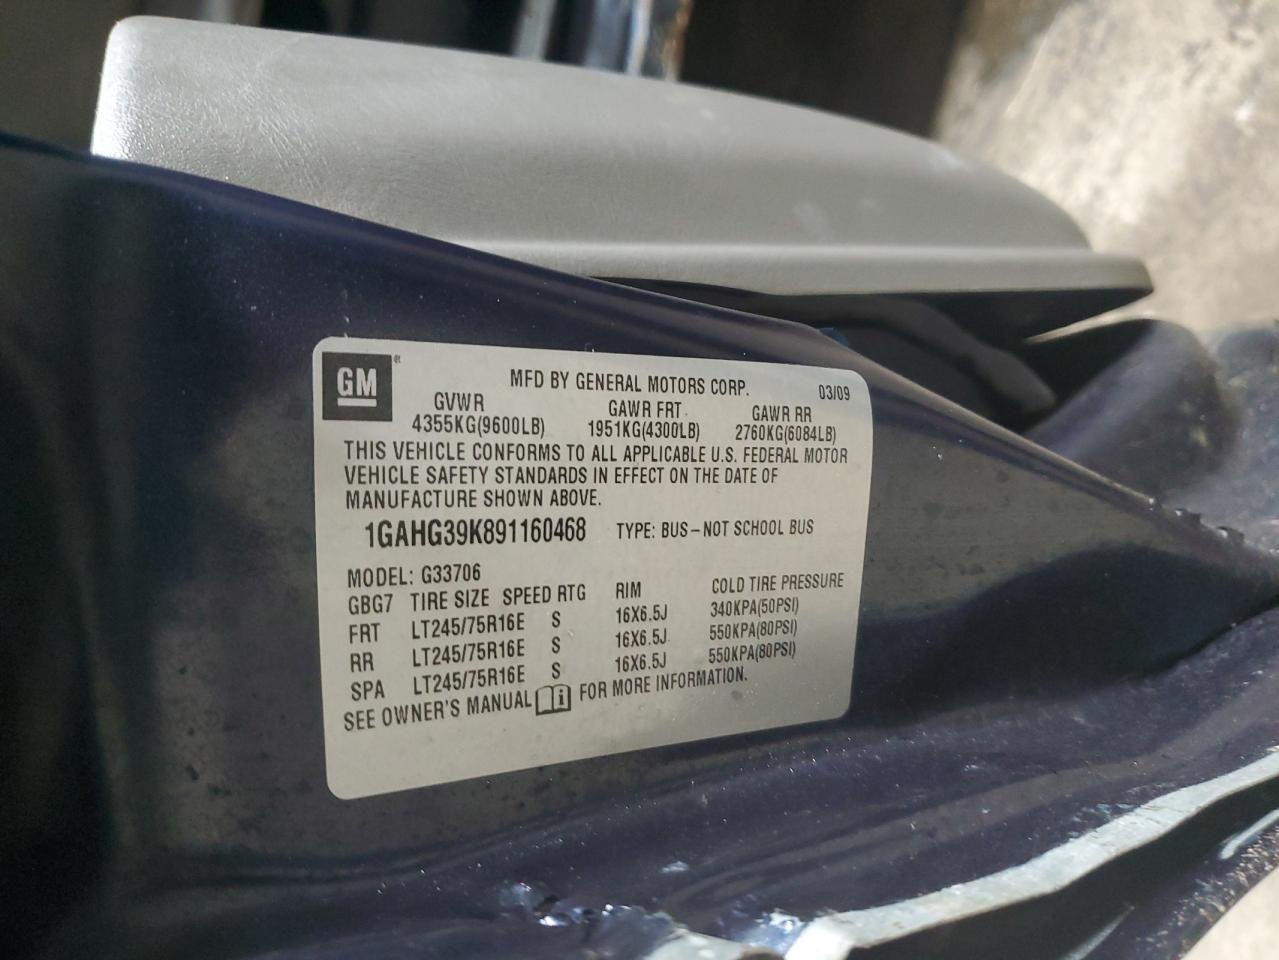 GM ®
MFD BY GENERAL MOTORS CORP. 03/09
GVWR GAWR FRT GAWR RR
4355KG(9600LB) 1951KG(4300LB) 2760KG(6084LB)
THIS VEHICLE CONFORMS TO ALL APPLICABLE U.S. FEDERAL MOTOR
VEHICLE SAFETY STANDARDS IN EFFECT ON THE DATE OF
MANUFACTURE SHOWN ABOVE.
1GAHG39K891160468 TYPE: BUS-NOT SCHOOL BUS
MODEL: G33706
GBG7 TIRE SIZE SPEED RTG RIM COLD TIRE PRESSURE
FRT LT245/75R16E S 16X6.5J 340KPA(50PSI)
RR LT245/75R16E S 16X6.5J 550KPA(80PSI)
SPA LT245/75R16E S 16X6.5J 550KPA(80PSI)
SEE OWNER'S MANUAL i FOR MORE INFORMATION.